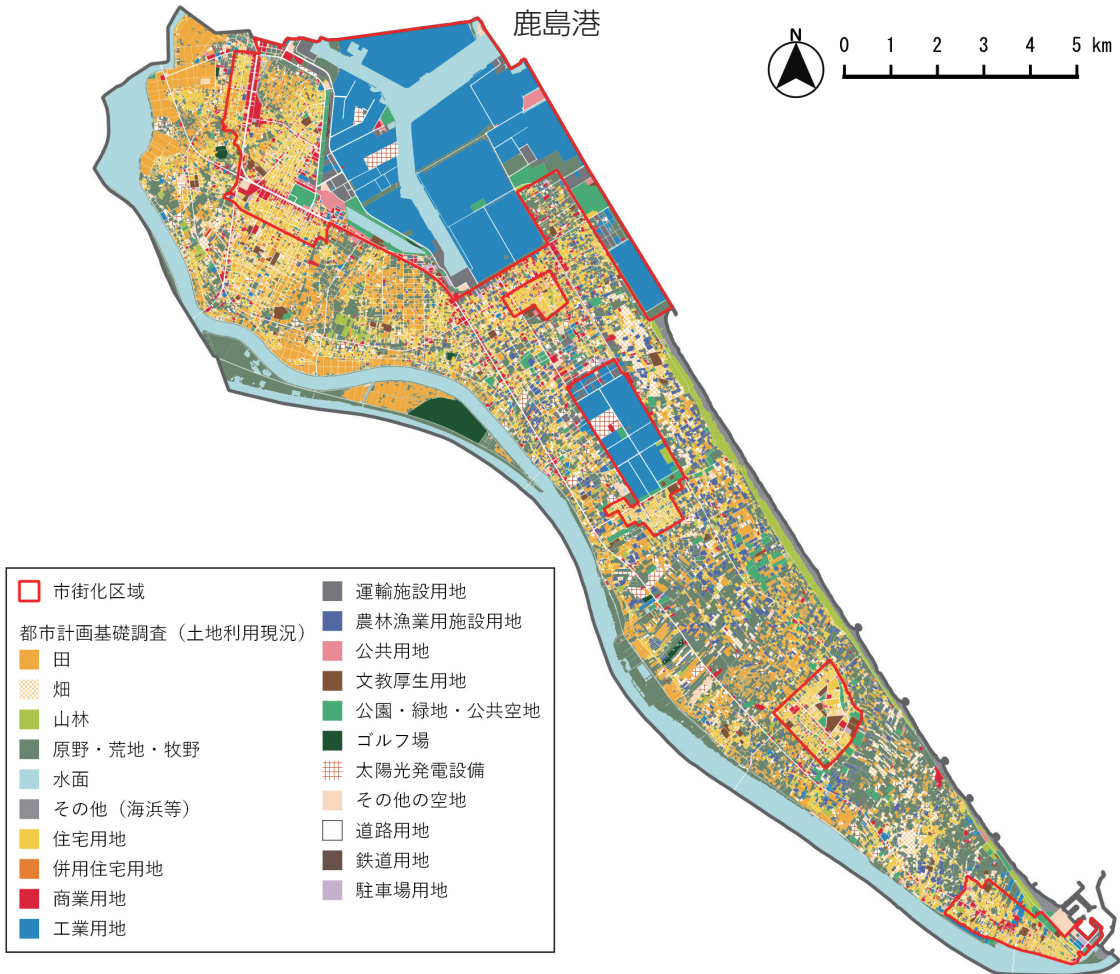 鹿島港
N
0 1 2 3 4 5 km
市街化区域
都市計画基礎調査（土地利用現況）
田
畑
山林
原野・荒地・牧野
水面
その他（海浜等）
住宅用地
併用住宅用地
商業用地
工業用地
運輸施設用地
農林漁業用施設用地
公共用地
文教厚生用地
公園・緑地・公共空地
ゴルフ場
太陽光発電設備
その他の空地
道路用地
鉄道用地
駐車場用地